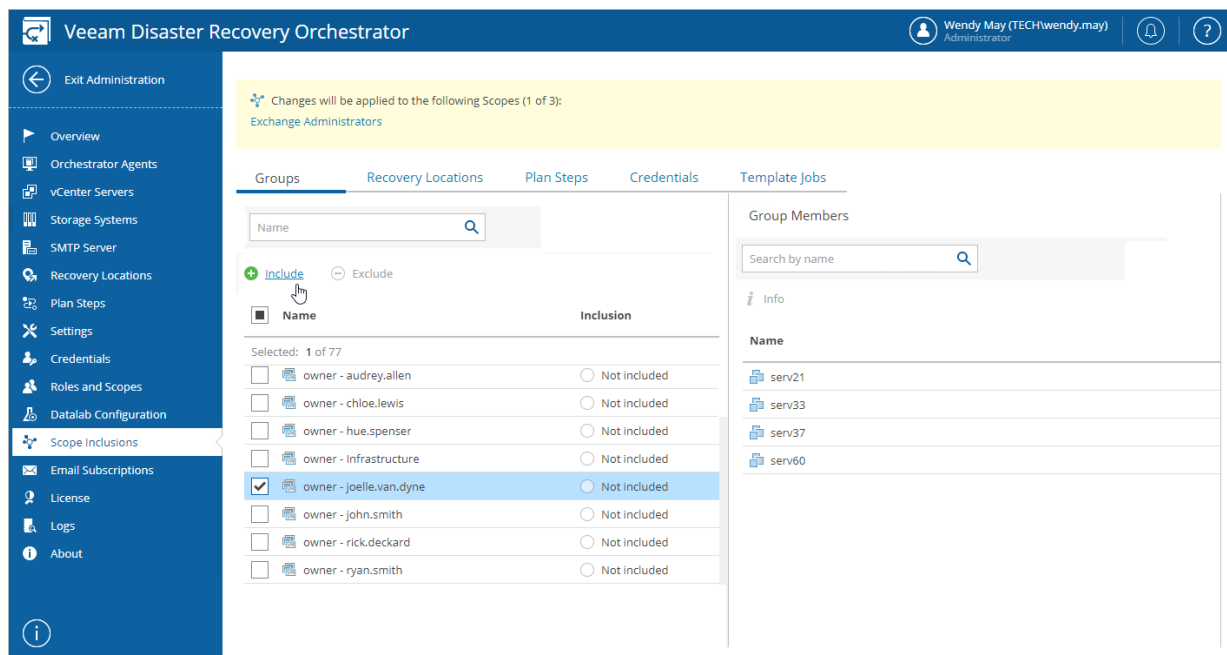 Veeam Disaster Recovery Orchestrator
Wendy May (TECH\wendy.may)
Administrator
?
Exit Administration
Overview
Orchestrator Agents
vCenter Servers
Storage Systems
SMTP Server
Recovery Locations
Plan Steps
Settings
Credentials
Roles and Scopes
Datalab Configuration
Scope Inclusions
Email Subscriptions
License
Logs
About
Changes will be applied to the following Scopes (1 of 3):
Exchange Administrators
Groups Recovery Locations Plan Steps Credentials Template Jobs
Name
Include Exclude
Name Inclusion
Selected: 1 of 77
owner - audrey.allen Not included
owner - chloe.lewis Not included
owner - hue.spenser Not included
owner - Infrastructure Not included
owner - joelle.van.dyne Not included
owner - john.smith Not included
owner - rick.deckard Not included
owner - ryan.smith Not included
Group Members
Search by name
i Info
Name
serv21
serv33
serv37
serv60